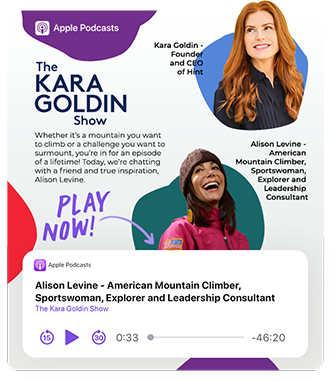 Apple Podcasts
Kara Goldin -
Founder
and CEO
of Hint
The
KARA
GOLDIN
Show
Whether it's a mountain you want
to climb or a challenge you want to
surmount, you're in for an episode
of a lifetime! Today, we're chatting
with a friend and true inspiration,
Alison Levine.
Alison Levine -
American
Mountain Climber,
Sportswoman,
Explorer and
Leadership
Consultant
PLAY
NOW!
Apple Podcasts
Alison Levine - American Mountain Climber,
Sportswoman, Explorer and Leadership Consultant
The Kara Goldin Show
15
30
0:33
-46:20